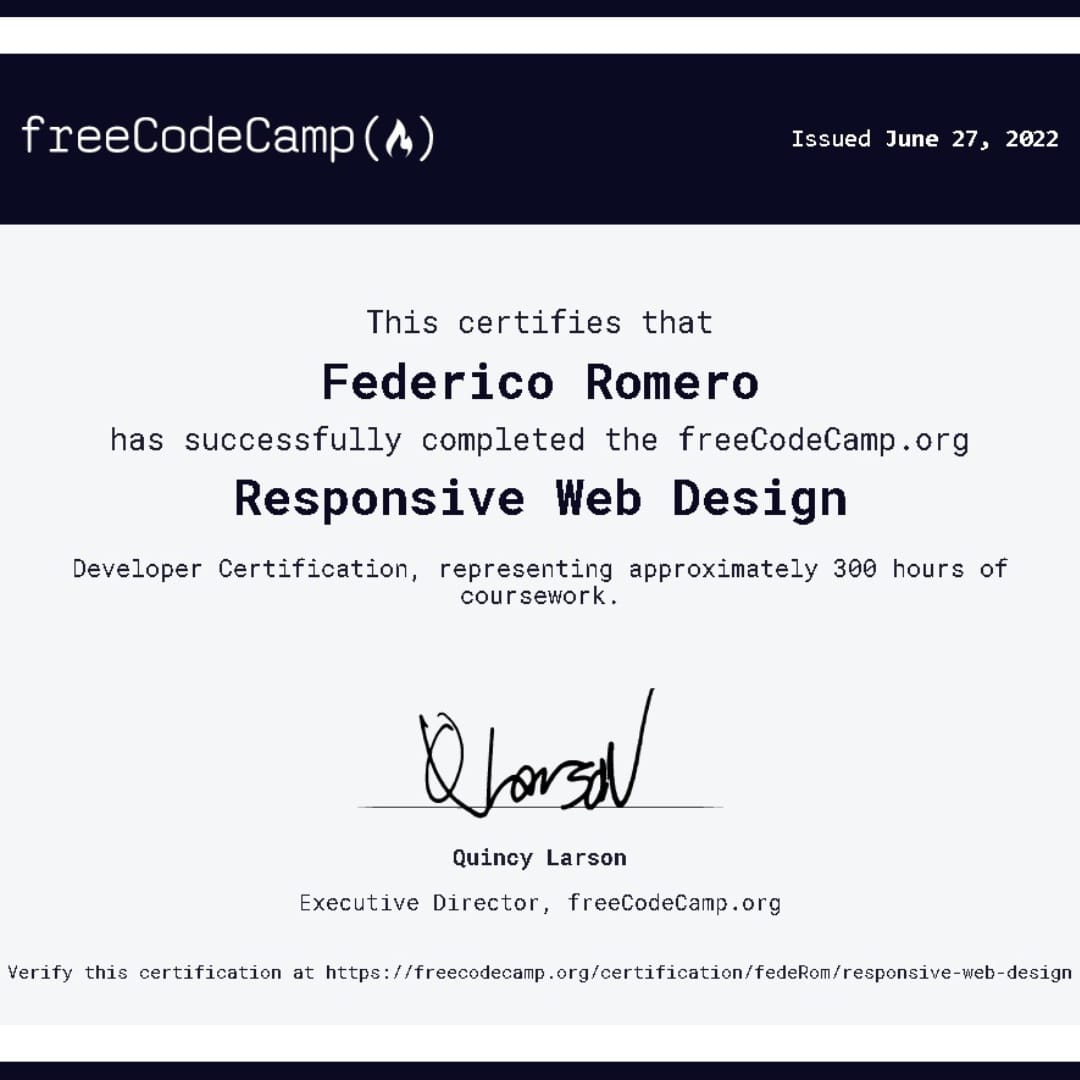 freeCodeCamp(🔥)
Issued June 27, 2022
This certifies that
Federico Romero
has successfully completed the freeCodeCamp.org
Responsive Web Design
Developer Certification, representing approximately 300 hours of
coursework.
Q Larson
Quincy Larson
Executive Director, freeCodeCamp.org
Verify this certification at https://freecodecamp.org/certification/fedeRom/responsive-web-design